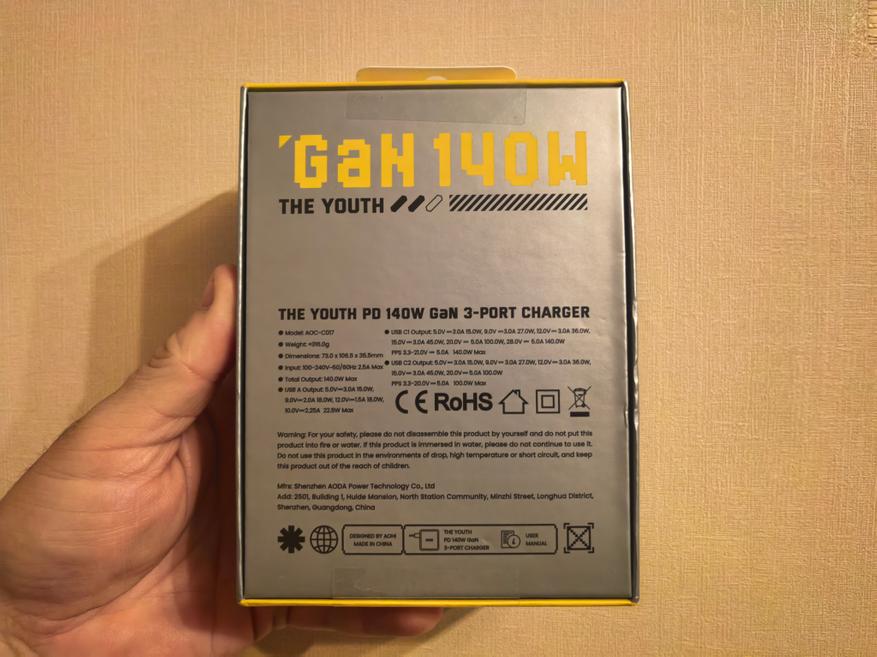 GaN 140W
THE YOUTH
THE YOUTH PD 140W GaN 3-PORT CHARGER
● Model: AOC-C017
● Weight: ≈315.0g
● Dimensions: 73.0 x 106.5 x 35.5mm
● Input: 100-240V~50/60Hz 2.5A Max
● Total Output: 140.0W Max
● USB A Output: 5.0V⎓3.0A 15.0W,
9.0V⎓2.0A 18.0W, 12.0V⎓1.5A 18.0W,
10.0V⎓2.25A 22.5W Max
● USB C1 Output: 5.0V⎓3.0A 15.0W, 9.0V⎓3.0A 27.0W, 12.0V⎓3.0A 36.0W,
15.0V⎓3.0A 45.0W, 20.0V⎓5.0A 100.0W, 28.0V⎓5.0A 140.0W
PPS 3.3-21.0V⎓5.0A 140.0W Max
● USB C2 Output: 5.0V⎓3.0A 15.0W, 9.0V⎓3.0A 27.0W, 12.0V⎓3.0A 36.0W,
15.0V⎓3.0A 45.0W, 20.0V⎓5.0A 100.0W
PPS 3.3-20.0V⎓5.0A 100.0W Max
CE RoHS
Warning: For your safety, please do not disassemble this product by yourself and do not put this
product into fire or water. If this product is immersed in water, please do not continue to use it.
Do not use this product in the environments of drop, high temperature or short circuit, and keep
this product out of the reach of children.
Mfrs: Shenzhen AODA Power Technology Co., Ltd
Add: 2501, Building 1, Huide Mansion, North Station Community, Minzhi Street, Longhua District,
Shenzhen, Guangdong, China
DESIGNED BY AOHI
MADE IN CHINA
THE YOUTH
PD 140W GaN
3-PORT CHARGER
USER
MANUAL